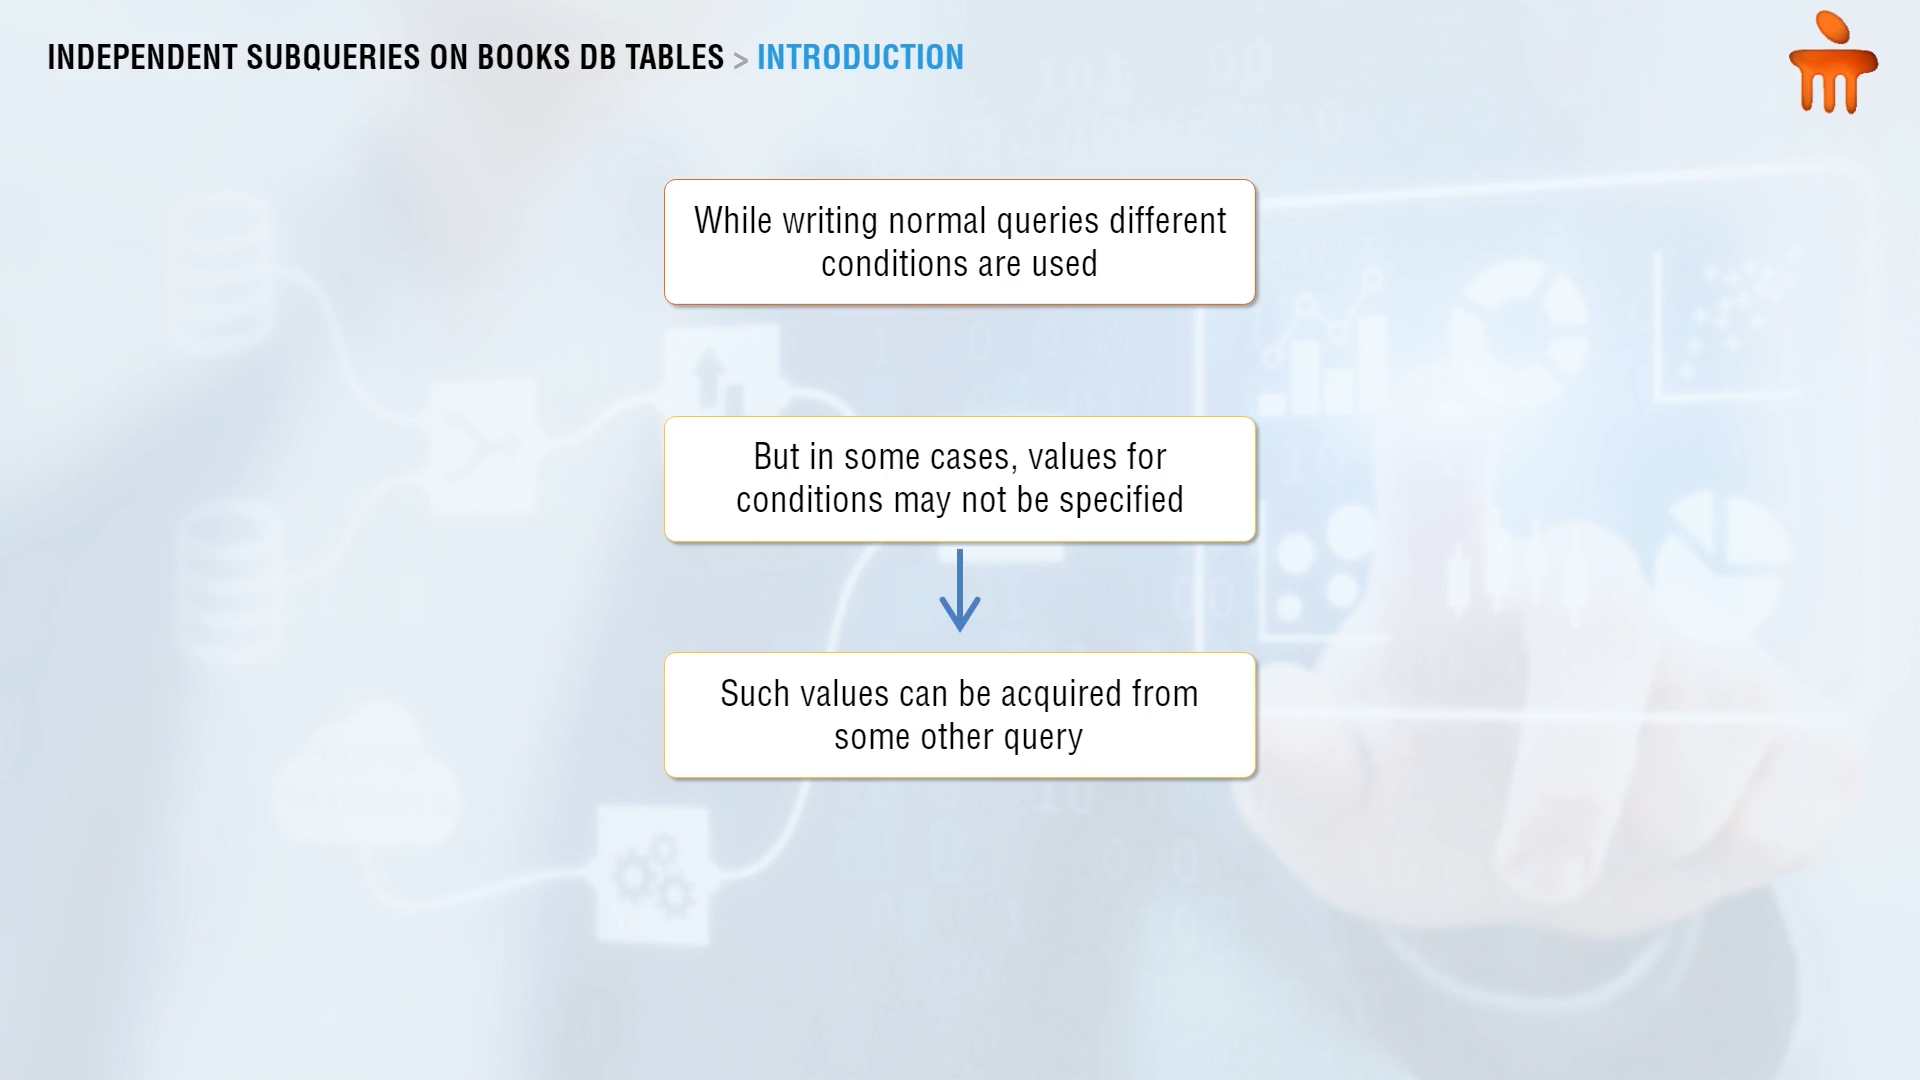 INDEPENDENT SUBQUERIES ON BOOKS DB TABLES > INTRODUCTION
While writing normal queries different
conditions are used
But in some cases, values for
conditions may not be specified
Such values can be acquired from
some other query